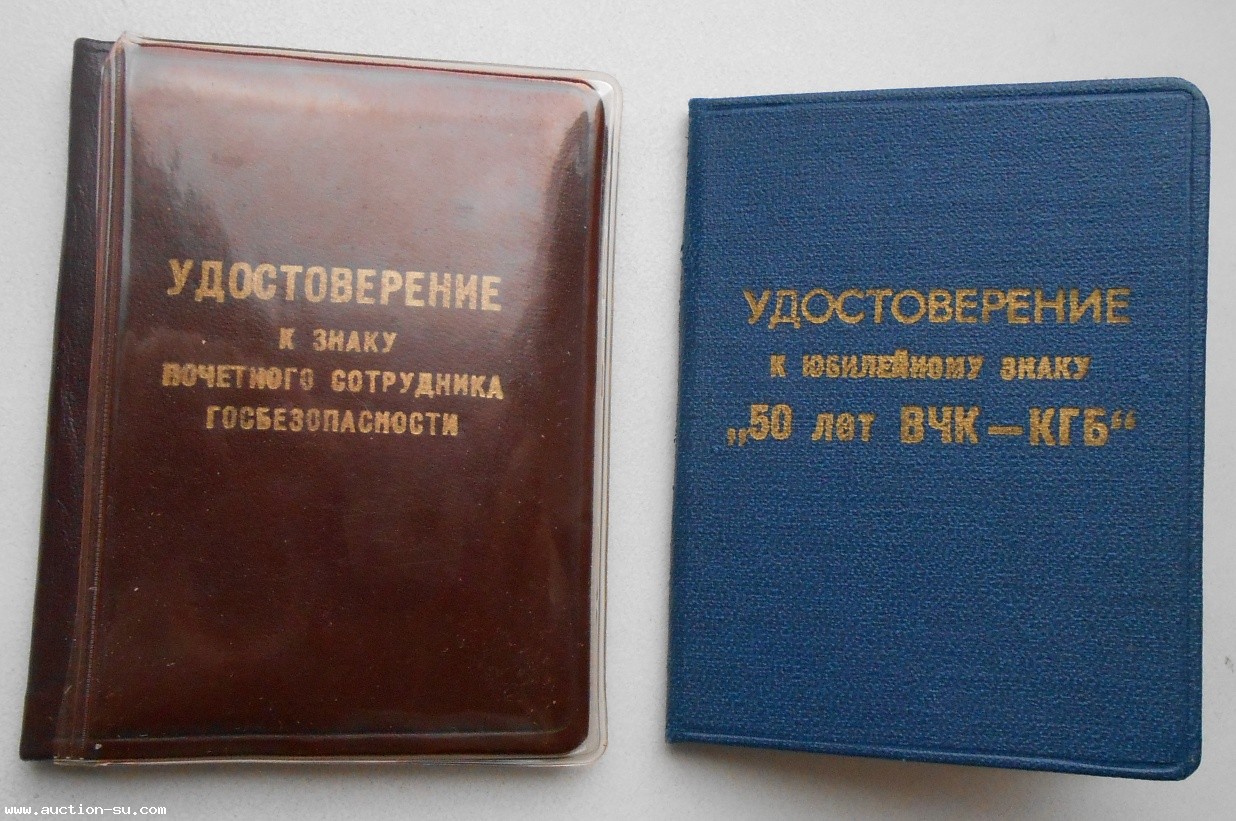 УДОСТОВЕРЕНИЕ
К ЗНАКУ
ПОЧЕТНОГО СОТРУДНИКА
ГОСБЕЗОПАСНОСТИ
УДОСТОВЕРЕНИЕ
К ЮБИЛЕЙНОМУ ЗНАКУ
„50 лет ВЧК—КГБ“
www.auction-su.com